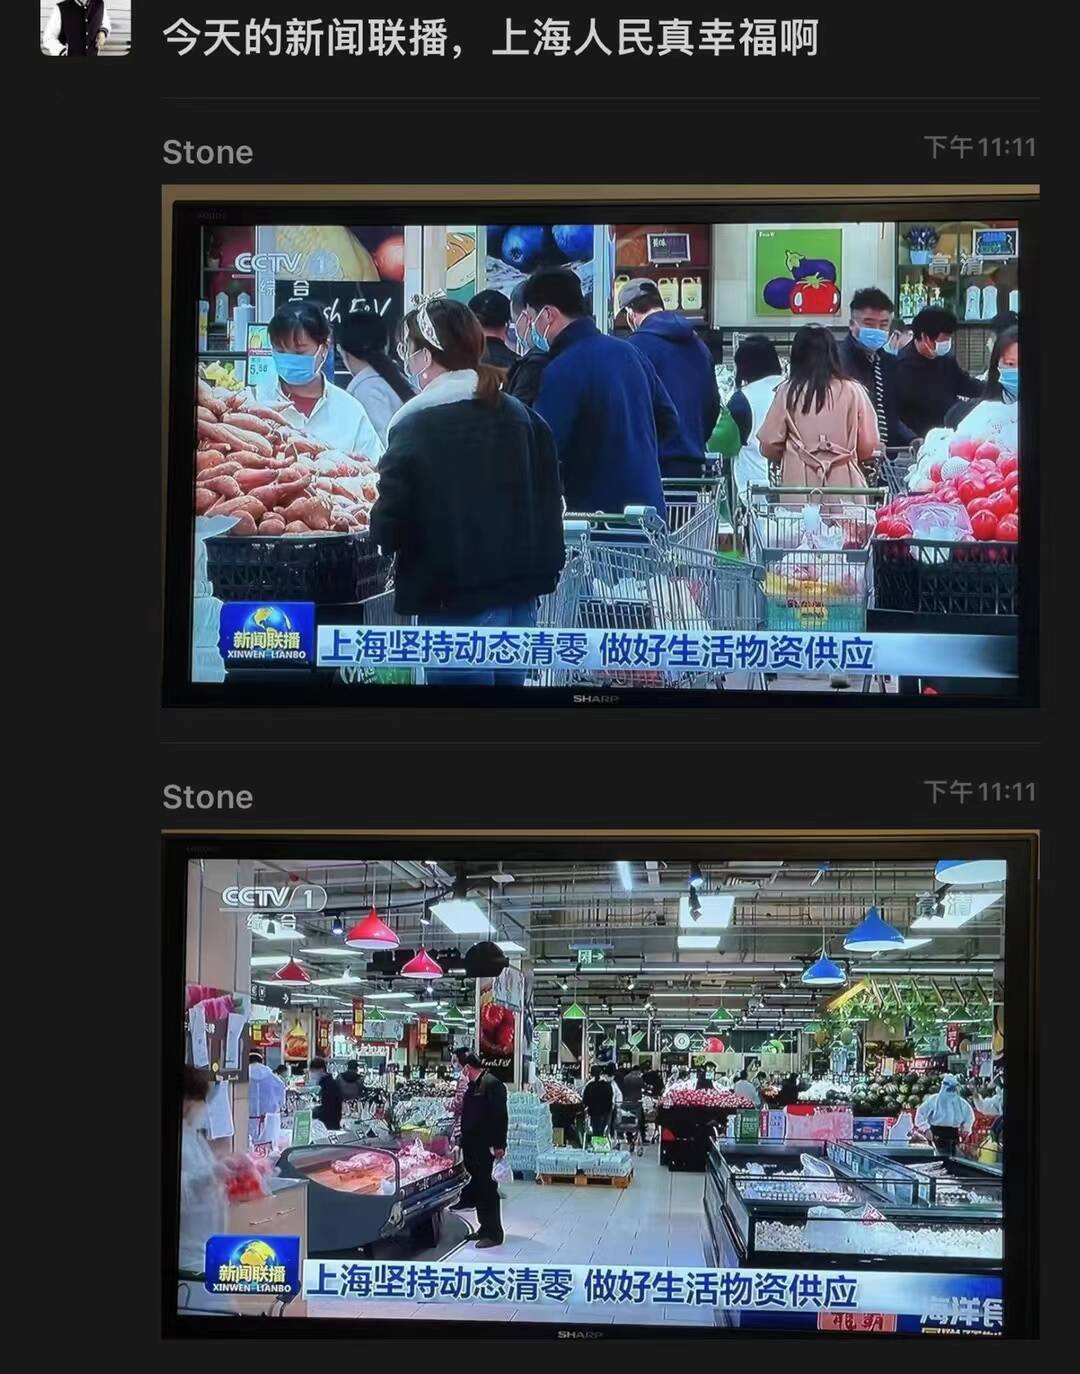 今天的新闻联播，上海人民真幸福啊
Stone
下午11:11
CCTV 1
综合
高清
5.58
新闻联播
XINWEN LIANBO
上海坚持动态清零 做好生活物资供应
SHARP
Stone
下午11:11
CCTV 1
综合
高清
新闻联播
XINWEN LIANBO
上海坚持动态清零 做好生活物资供应
海洋食
SHARP